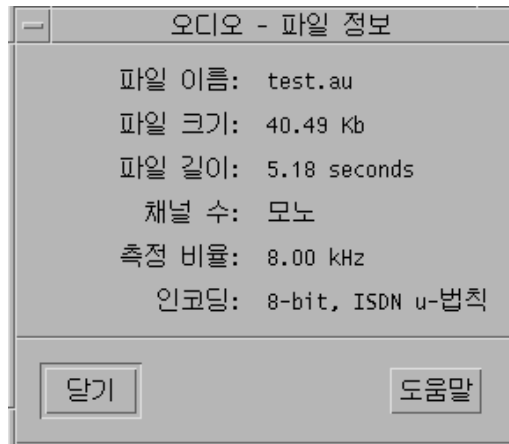 오디오 - 파일 정보
파일 이름: test.au
파일 크기: 40.49 Kb
파일 길이: 5.18 seconds
채널 수: 모노
측정 비율: 8.00 kHz
인코딩: 8-bit, ISDN u-법칙
닫기 도움말